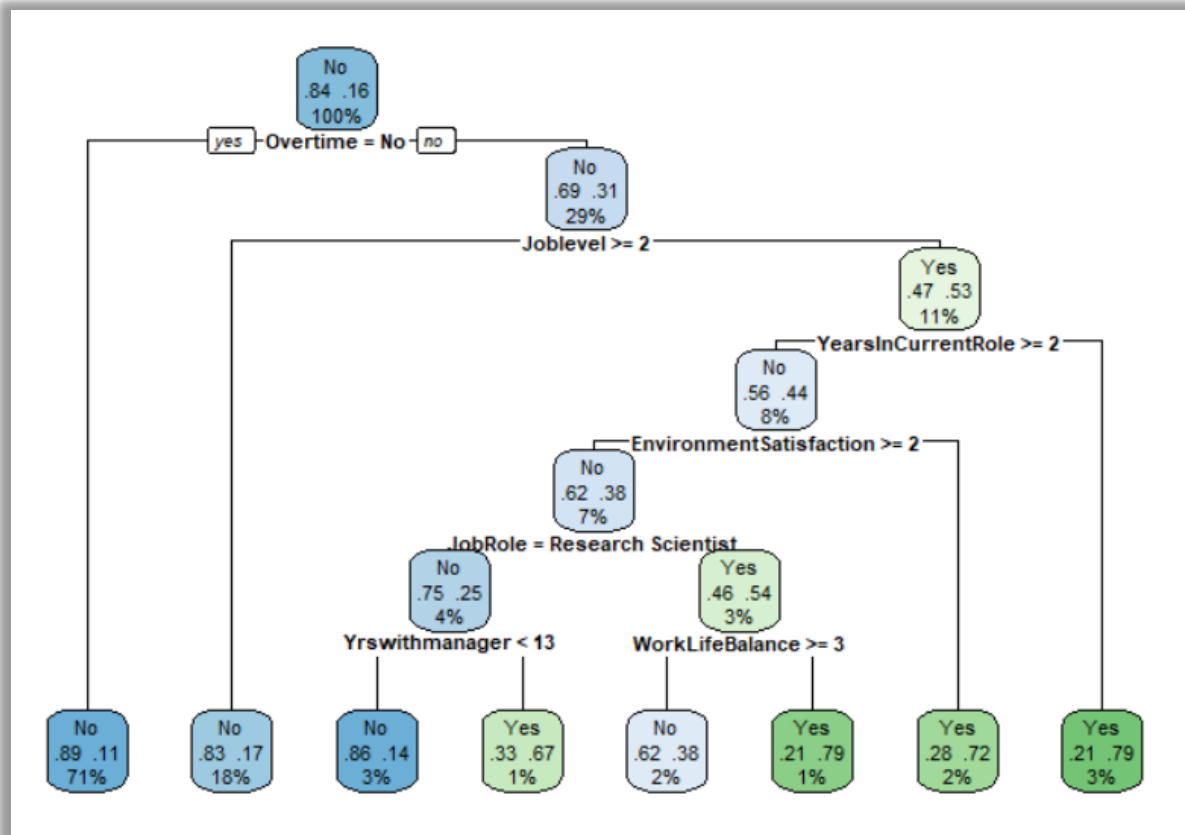 No
.84 .16
100%
yes Overtime = No no
No
.69 .31
29%
Joblevel >= 2
Yes
.47 .53
11%
YearsInCurrentRole >= 2
No
.56 .44
8%
EnvironmentSatisfaction >= 2
No
.62 .38
7%
JobRole = Research Scientist
No Yes
.75 .25 .46 .54
4% 3%
Yrswithmanager < 13 WorkLifeBalance >= 3
No No No Yes No Yes Yes Yes
.89 .11 .83 .17 .86 .14 .33 .67 .62 .38 .21 .79 .28 .72 .21 .79
71% 18% 3% 1% 2% 1% 2% 3%